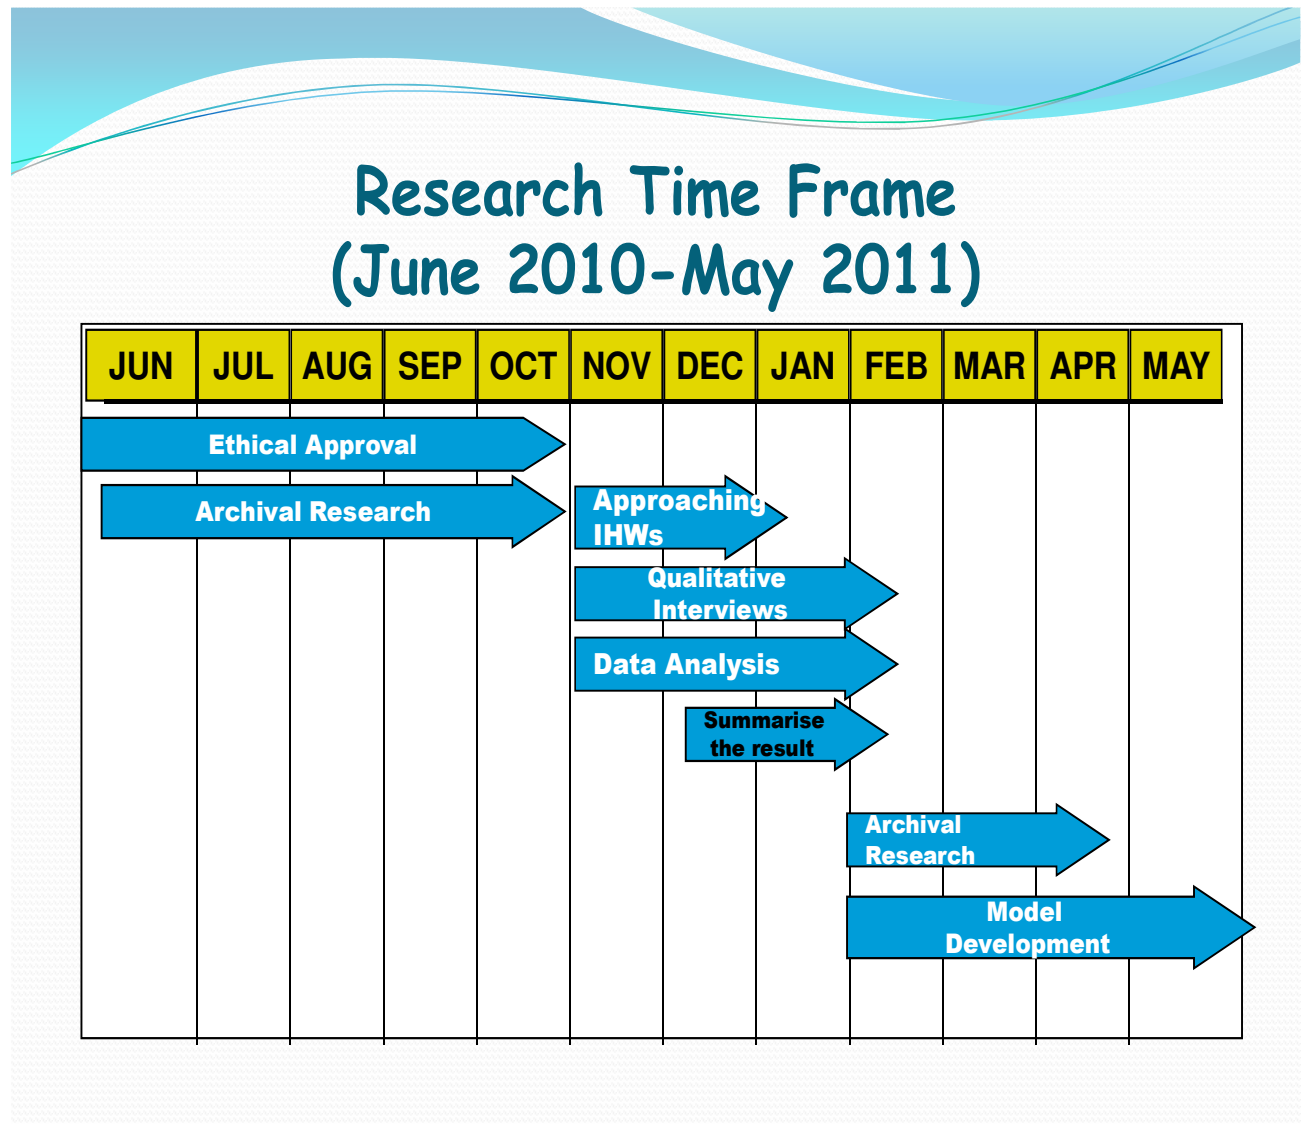 Research Time Frame
(June 2010-May 2011)
JUN JUL AUG SEP OCT NOV DEC JAN FEB MAR APR MAY
Ethical Approval
Archival Research
Approaching
IHWs
Qualitative
Interviews
Data Analysis
Summarise
the result
Archival
Research
Model
Development